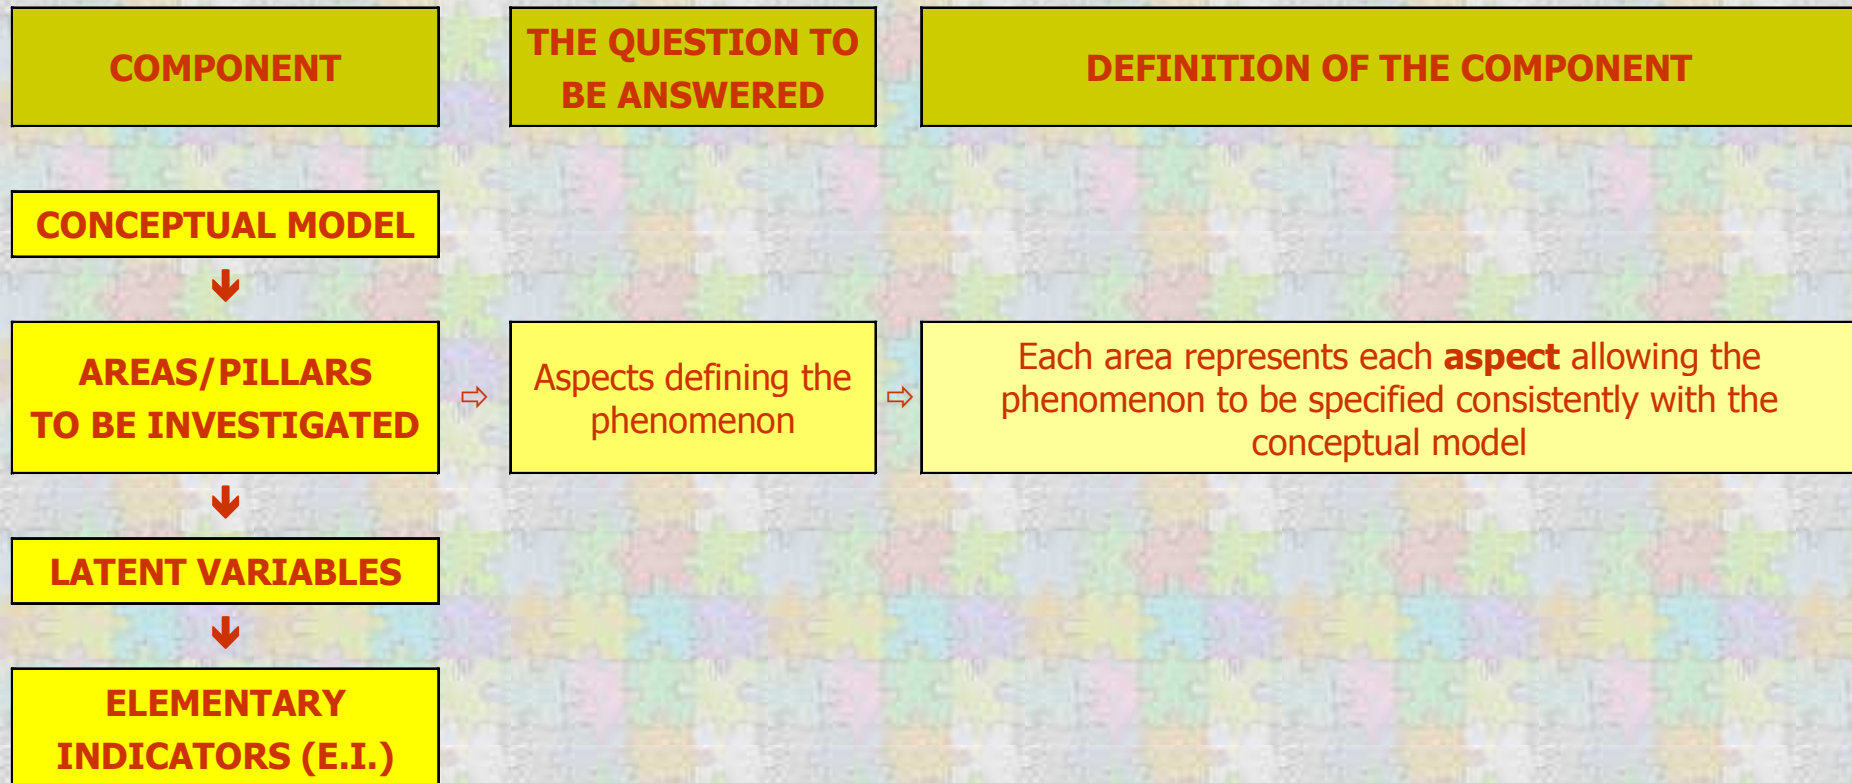 COMPONENT
THE QUESTION TO
BE ANSWERED
DEFINITION OF THE COMPONENT
CONCEPTUAL MODEL
AREAS/PILLARS
TO BE INVESTIGATED
Aspects defining the
phenomenon
Each area represents each aspect allowing the
phenomenon to be specified consistently with the
conceptual model
LATENT VARIABLES
ELEMENTARY
INDICATORS (E.I.)